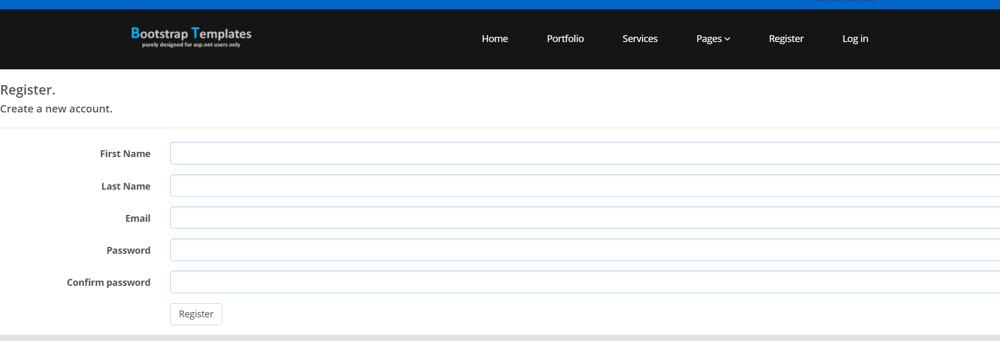 Bootstrap Templates
purely designed for asp.net users only
Home Portfolio Services Pages Register Log in
Register.
Create a new account.
First Name
Last Name
Email
Password
Confirm password
Register